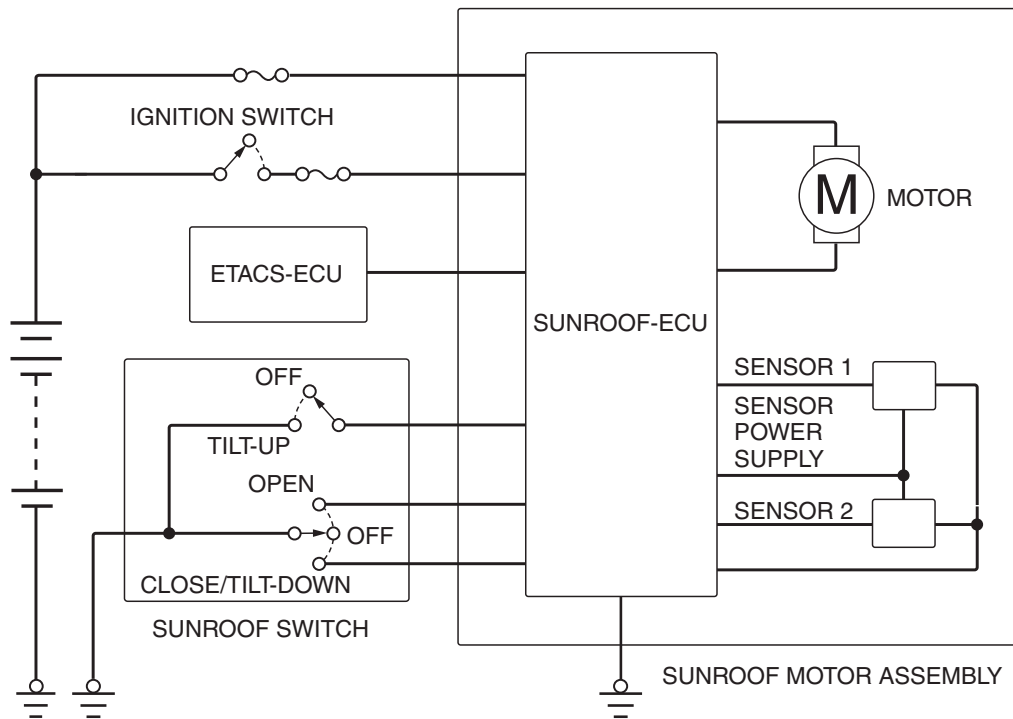 IGNITION SWITCH
M
MOTOR
ETACS-ECU
SUNROOF-ECU
SENSOR 1
SENSOR
POWER
SUPPLY
SENSOR 2
OFF
TILT-UP
OPEN
OFF
CLOSE/TILT-DOWN
SUNROOF SWITCH
SUNROOF MOTOR ASSEMBLY